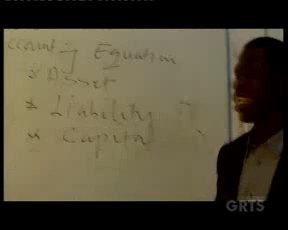 ccounting Equation
x Asset
* Liability
* Capital
GRTS